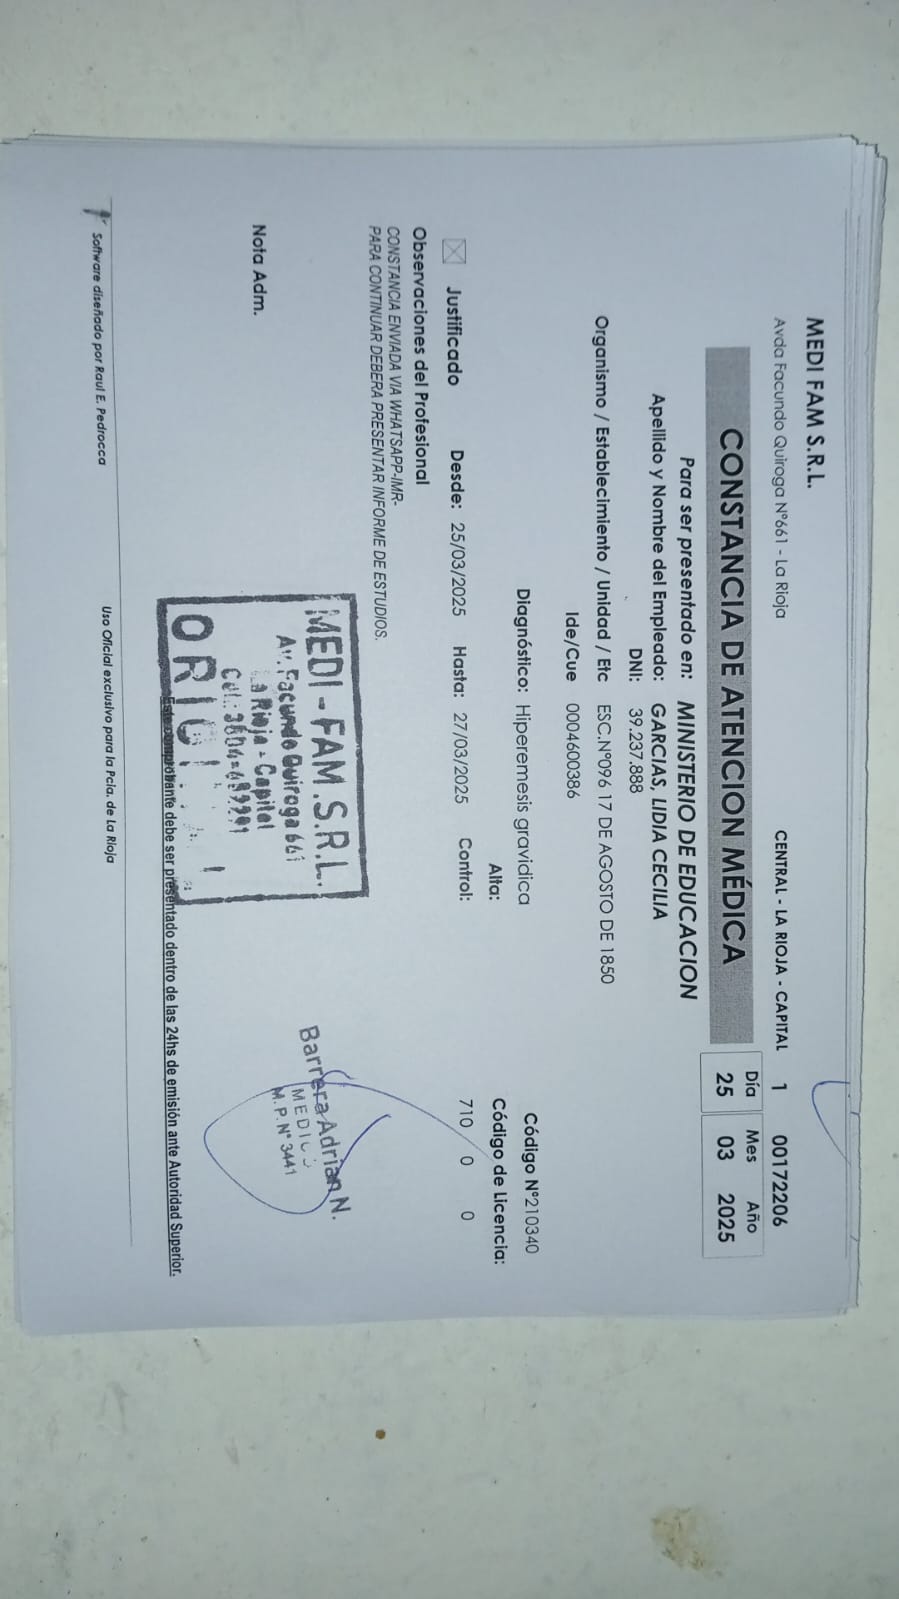 MEDI FAM S.R.L.
Avda Facundo Quiroga Nº661 - La Rioja
CENTRAL - LA RIOJA - CAPITAL 1 00172206
CONSTANCIA DE ATENCION MÉDICA
Día Mes Año
25 03 2025
Para ser presentado en: MINISTERIO DE EDUCACION
Apellido y Nombre del Empleado: GARCIAS, LIDIA CECILIA
DNI: 39.237.888
Organismo / Establecimiento / Unidad / Etc ESC.Nº096 17 DE AGOSTO DE 1850
Ide/Cue 0004600386
Diagnóstico: Hiperemesis gravidica
Código Nº210340
Alta:
Código de Licencia:
Justificado Desde: 25/03/2025 Hasta: 27/03/2025 Control: 710 0 0
Observaciones del Profesional
CONSTANCIA ENVIADA VIA WHATSAPP-IMR-
PARA CONTINUAR DEBERA PRESENTAR INFORME DE ESTUDIOS.
MEDI - FAM . S.R.L.
Av. Facundo Quiroga 661
La Rioja - Capital
Barrera Adrian N.
MEDICO
M.P.Nº 3441
Nota Adm.
Este comprobante debe ser presentado dentro de las 24hs de emisión ante Autoridad Superior.
Software diseñado por Raul E. Pedrocca
Uso Oficial exclusivo para la Pcia. de La Rioja